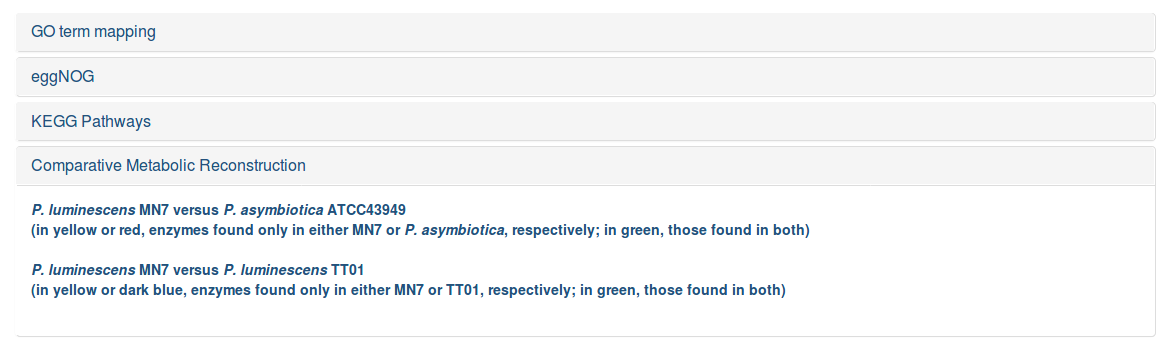 GO term mapping
eggNOG
KEGG Pathways
Comparative Metabolic Reconstruction
P. luminescens MN7 versus P. asymbiotica ATCC43949
(in yellow or red, enzymes found only in either MN7 or P. asymbiotica, respectively; in green, those found in both)
P. luminescens MN7 versus P. luminescens TT01
(in yellow or dark blue, enzymes found only in either MN7 or TT01, respectively; in green, those found in both)